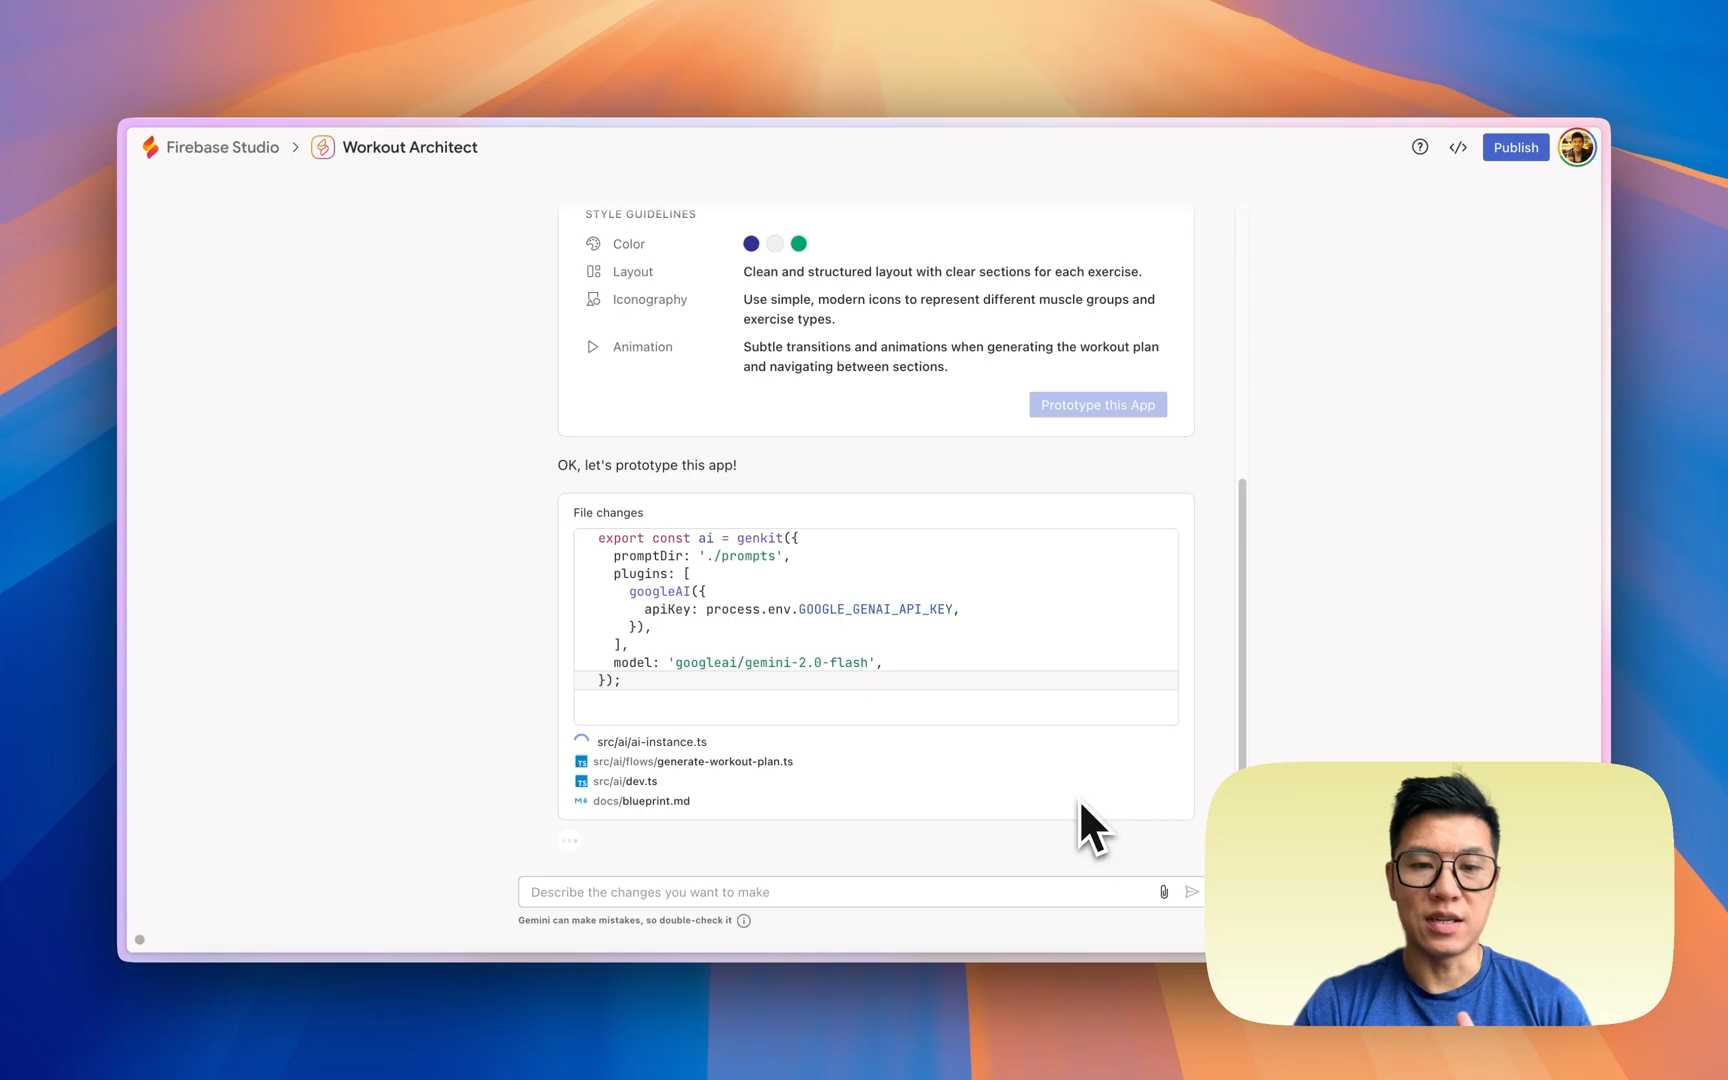 Firebase Studio > Workout Architect
</> Publish
STYLE GUIDELINES
Color
Layout Clean and structured layout with clear sections for each exercise.
Iconography Use simple, modern icons to represent different muscle groups and
exercise types.
Animation Subtle transitions and animations when generating the workout plan
and navigating between sections.
Prototype this App
OK, let's prototype this app!
File changes
export const ai = genkit({
promptDir: './prompts',
plugins: [
googleAI({
apiKey: process.env.GOOGLE_GENAI_API_KEY,
}),
],
model: 'googleai/gemini-2.0-flash',
});
src/ai/ai-instance.ts
TS src/ai/flows/generate-workout-plan.ts
TS src/ai/dev.ts
M↓ docs/blueprint.md
Describe the changes you want to make
Gemini can make mistakes, so double-check it